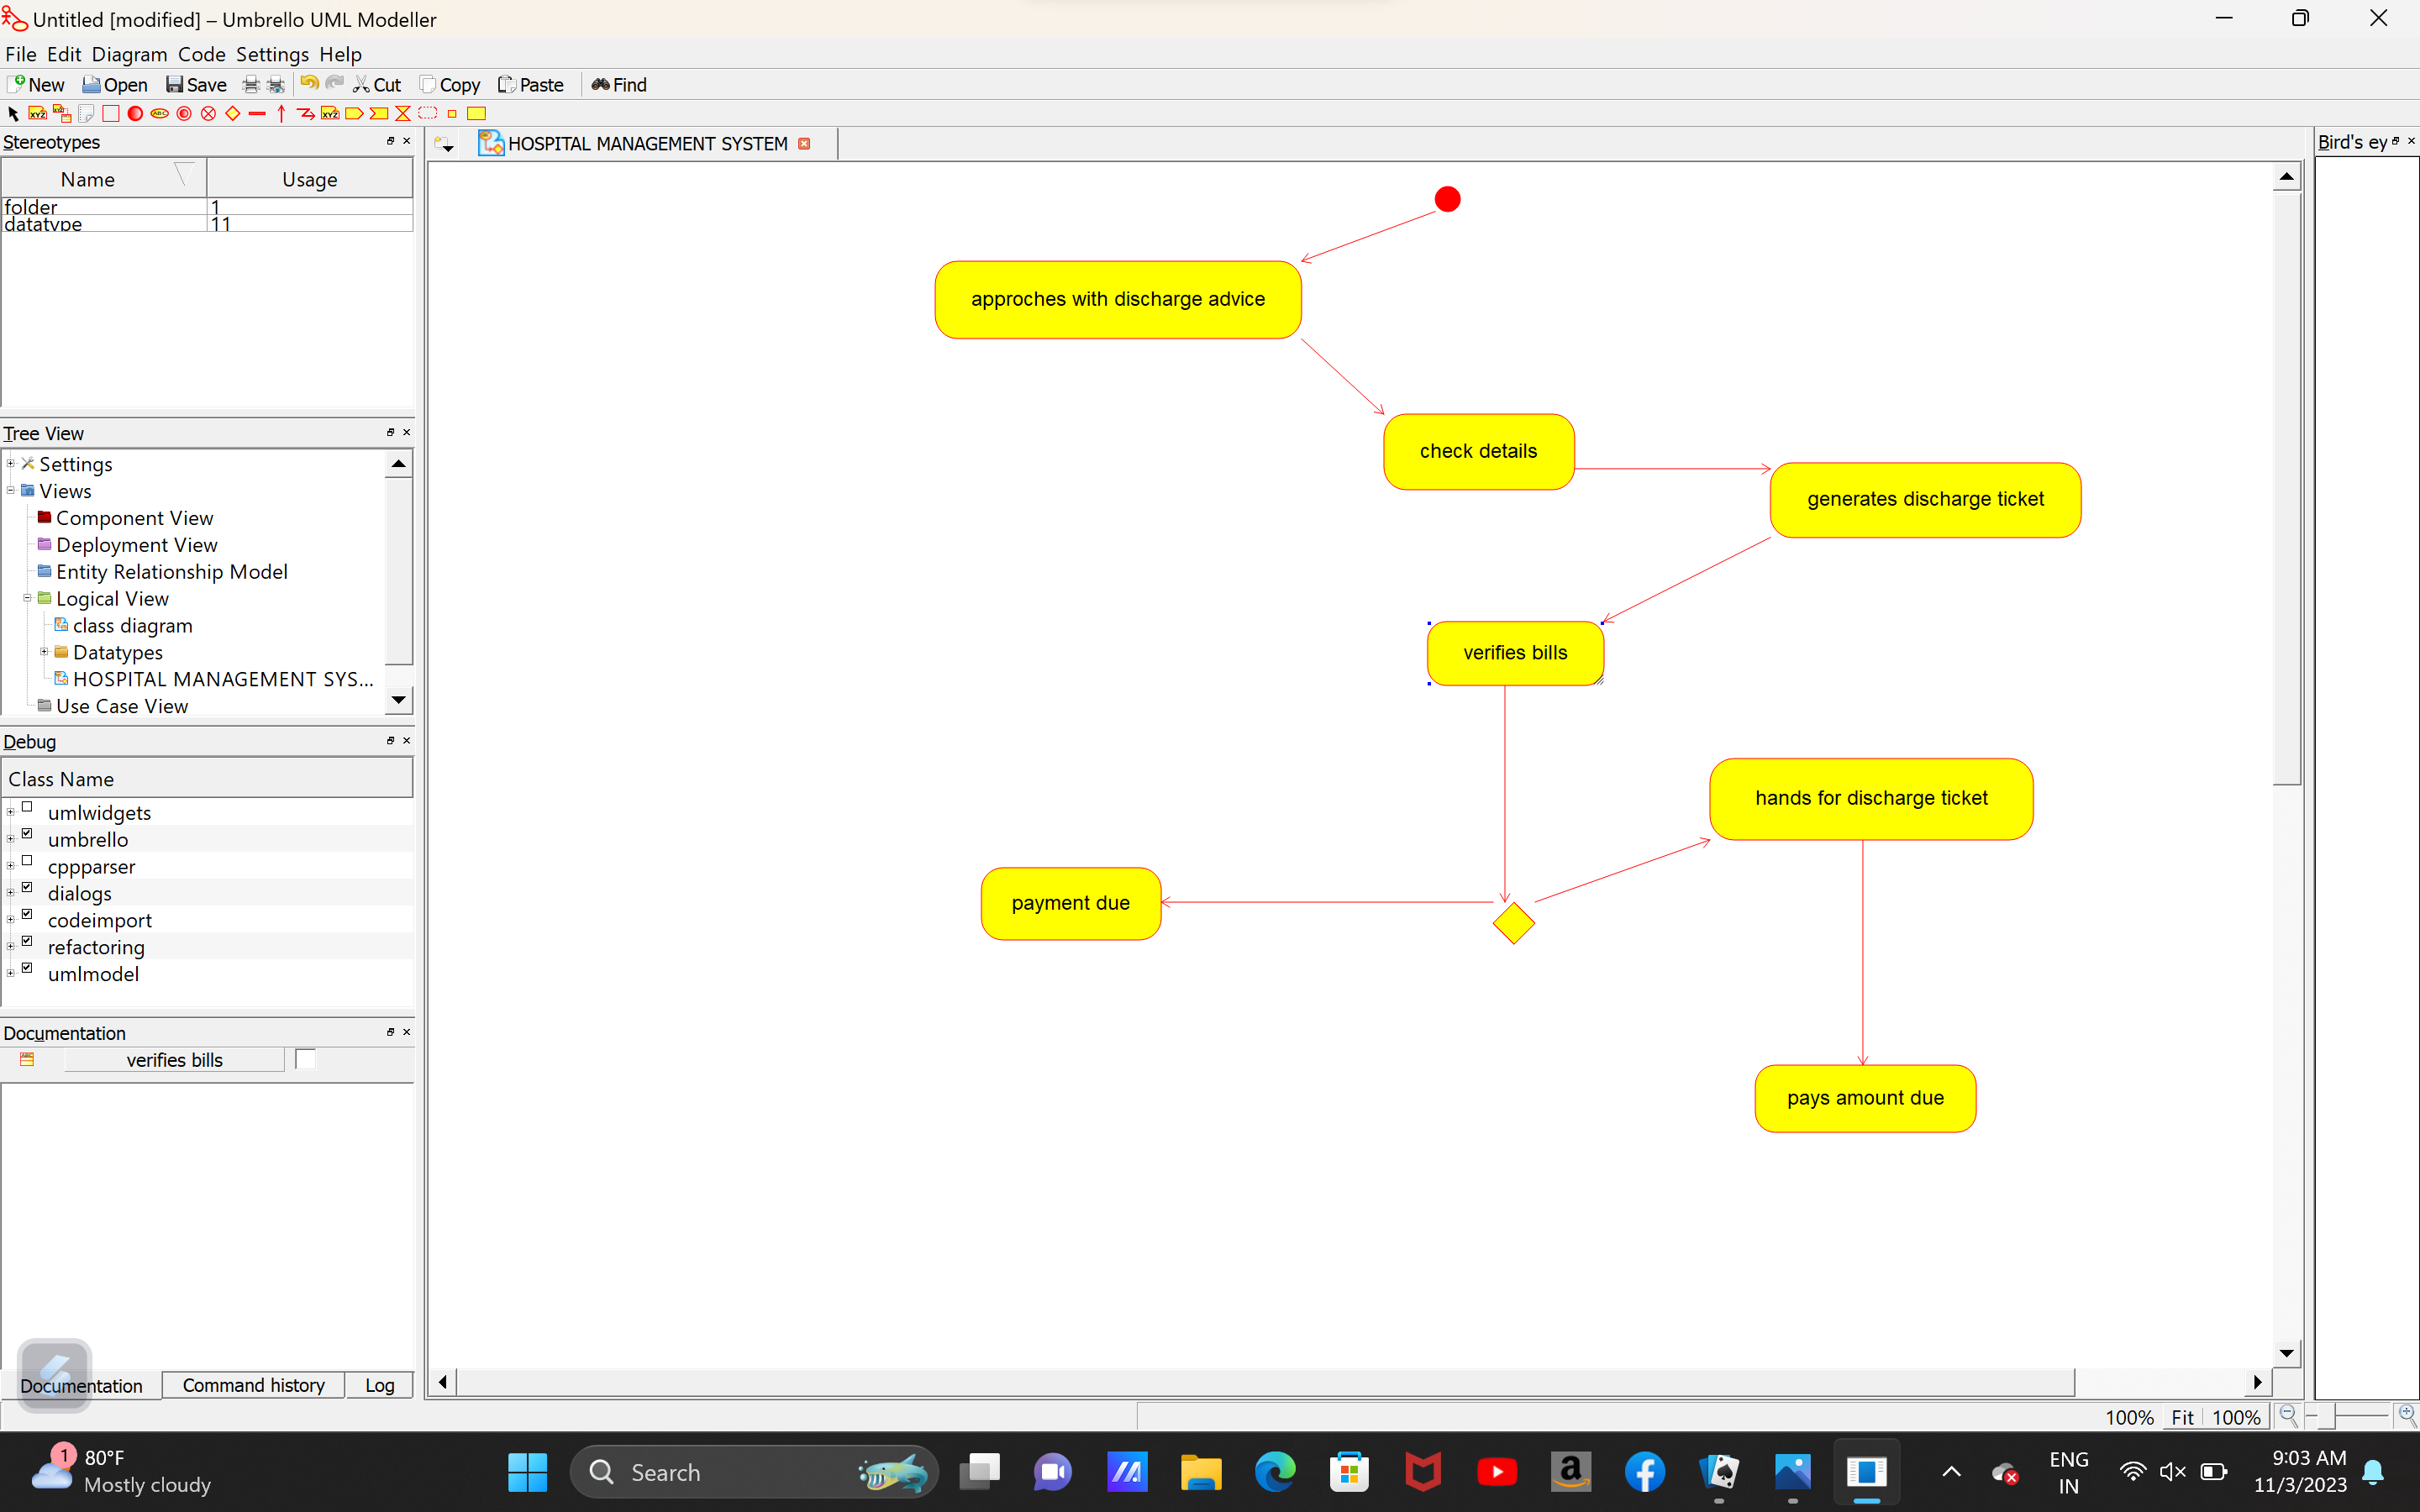 Untitled [modified] – Umbrello UML Modeller
File Edit Diagram Code Settings Help
New Open Save Cut Copy Paste Find
Stereotypes
Name Usage
folder 1
datatype 11
Tree View
Settings
Views
Component View
Deployment View
Entity Relationship Model
Logical View
class diagram
Datatypes
HOSPITAL MANAGEMENT SYS...
Use Case View
Debug
Class Name
umlwidgets
umbrello
cppparser
dialogs
codeimport
refactoring
umlmodel
Documentation
verifies bills
Documentation Command history Log
HOSPITAL MANAGEMENT SYSTEM
approches with discharge advice
check details
generates discharge ticket
verifies bills
hands for discharge ticket
payment due
pays amount due
Bird's ey
100% Fit 100%
1
80°F
Mostly cloudy
Search
ENG
IN
9:03 AM
11/3/2023